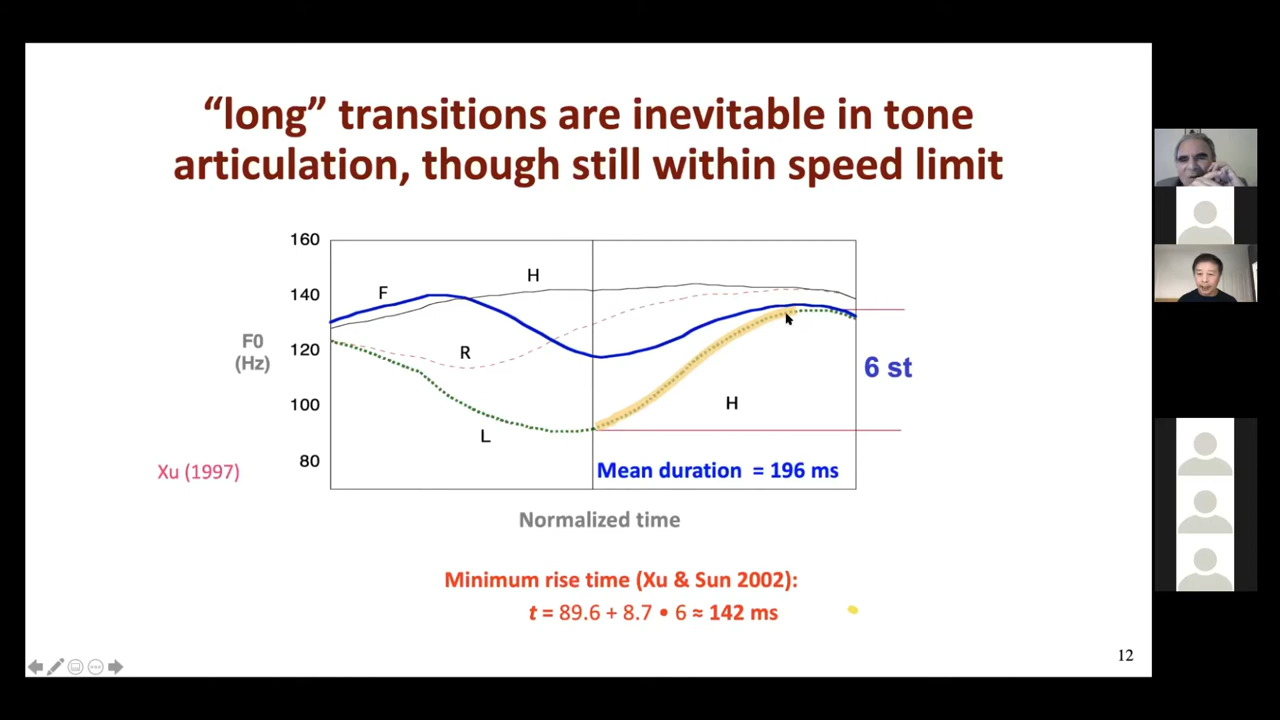 “long” transitions are inevitable in tone
articulation, though still within speed limit
160
140
120
100
80
F0
(Hz)
F
H
R
L
H
6 st
Mean duration = 196 ms
Xu (1997)
Normalized time
Minimum rise time (Xu & Sun 2002):
t = 89.6 + 8.7 • 6 ≈ 142 ms
12